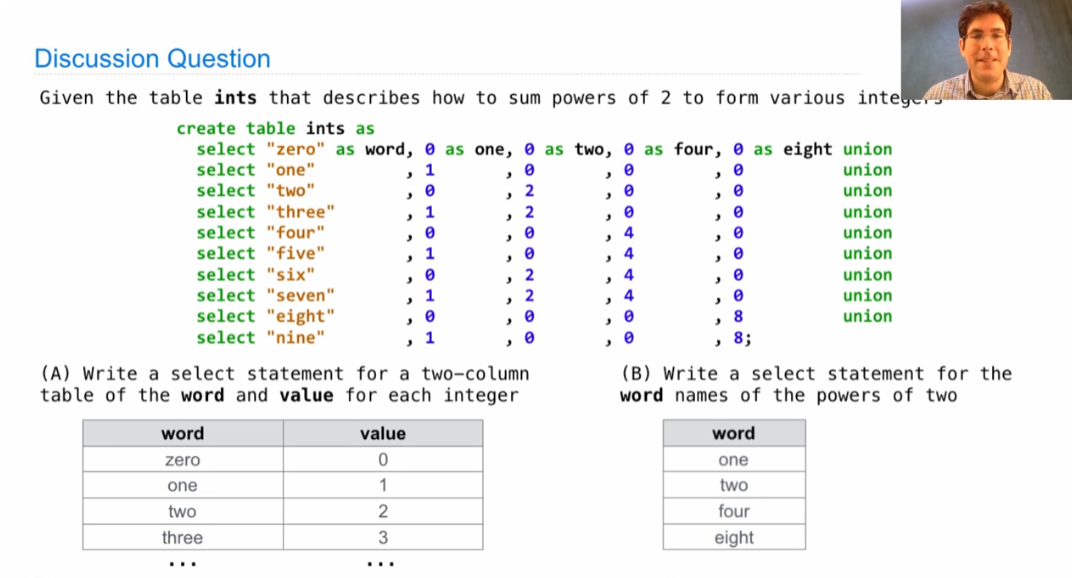 Discussion Question
Given the table ints that describes how to sum powers of 2 to form various integers
create table ints as
select "zero" as word, 0 as one, 0 as two, 0 as four, 0 as eight union
select "one" , 1 , 0 , 0 , 0 union
select "two" , 0 , 2 , 0 , 0 union
select "three" , 1 , 2 , 0 , 0 union
select "four" , 0 , 0 , 4 , 0 union
select "five" , 1 , 0 , 4 , 0 union
select "six" , 0 , 2 , 4 , 0 union
select "seven" , 1 , 2 , 4 , 0 union
select "eight" , 0 , 0 , 0 , 8 union
select "nine" , 1 , 0 , 0 , 8;
(A) Write a select statement for a two-column
table of the word and value for each integer
word value
zero 0
one 1
two 2
three 3
... ...
(B) Write a select statement for the
word names of the powers of two
word
one
two
four
eight